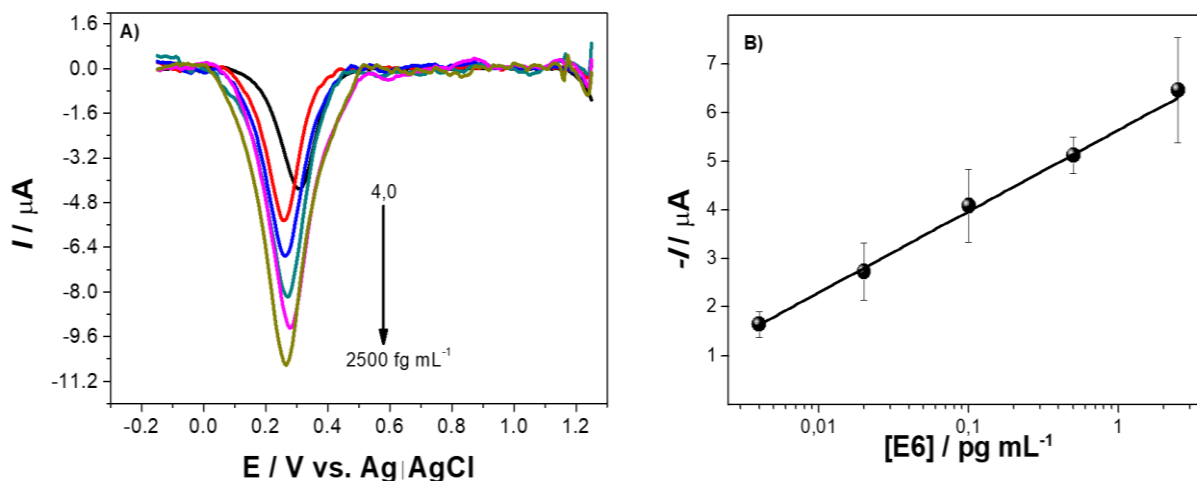 A)
I / µA
1.6
0.0
-1.6
-3.2
-4.8
-6.4
-8.0
-9.6
-11.2
4,0
2500 fg mL⁻¹
-0.2 0.0 0.2 0.4 0.6 0.8 1.0 1.2
E / V vs. Ag|AgCl
B)
-I / µA
7
6
5
4
3
2
1
0,01 0,1 1
[E6] / pg mL⁻¹